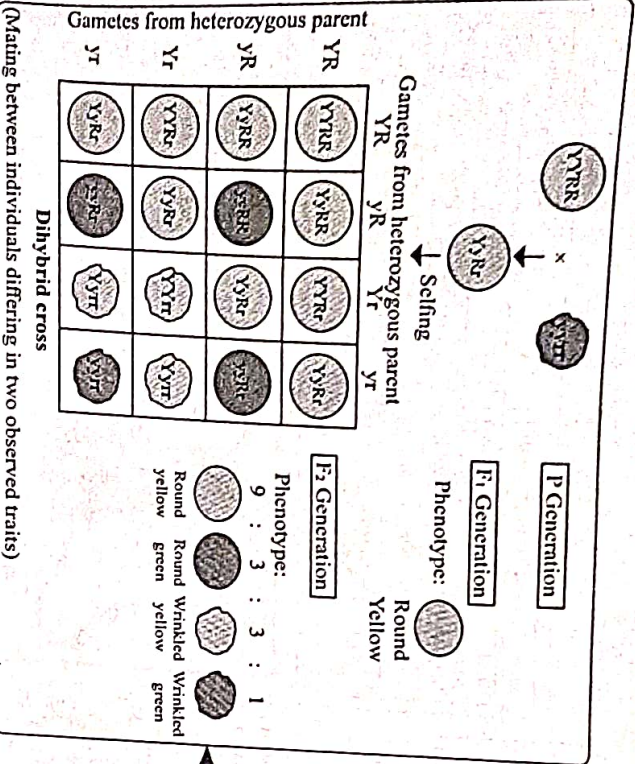 YYRR × yyrr
P Generation
YyRr
F₁ Generation
Phenotype:
Round
Yellow
Selfing
Gametes from heterozygous parent
YR yR Yr yr
Gametes from heterozygous parent
YR YYRR YyRR YYRr YyRr
yR YyRR yyRR YyRr yyRr
Yr YYRr YyRr YYrr Yyrr
yr YyRr yyRr Yyrr yyrr
F₂ Generation
Phenotype:
9 : 3 : 3 : 1
Round Round Wrinkled Wrinkled
yellow green yellow green
Dihybrid cross
(Mating between individuals differing in two observed traits)